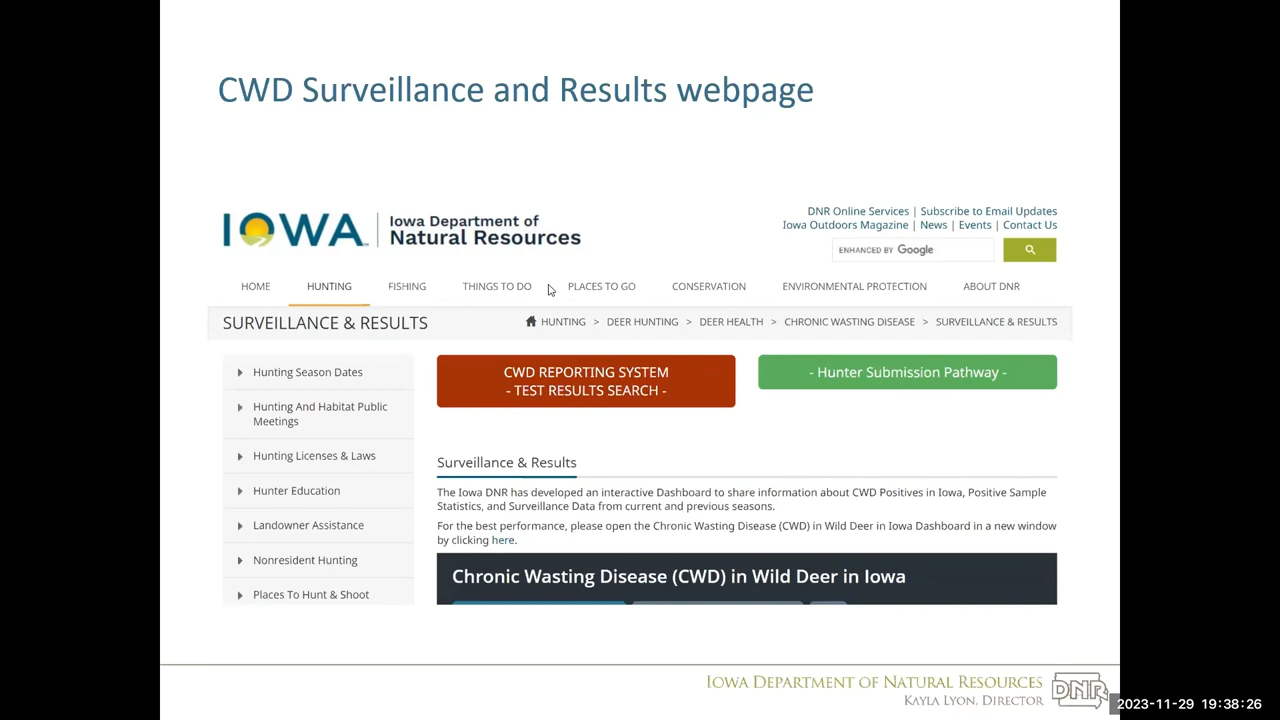 CWD Surveillance and Results webpage
IOWA
Iowa Department of
Natural Resources
DNR Online Services | Subscribe to Email Updates
Iowa Outdoors Magazine | News | Events | Contact Us
ENHANCED BY Google
HOME HUNTING FISHING THINGS TO DO PLACES TO GO CONSERVATION ENVIRONMENTAL PROTECTION ABOUT DNR
SURVEILLANCE & RESULTS
HUNTING > DEER HUNTING > DEER HEALTH > CHRONIC WASTING DISEASE > SURVEILLANCE & RESULTS
Hunting Season Dates
Hunting And Habitat Public
Meetings
Hunting Licenses & Laws
Hunter Education
Landowner Assistance
Nonresident Hunting
Places To Hunt & Shoot
CWD REPORTING SYSTEM
- TEST RESULTS SEARCH -
- Hunter Submission Pathway -
Surveillance & Results
The Iowa DNR has developed an interactive Dashboard to share information about CWD Positives in Iowa, Positive Sample
Statistics, and Surveillance Data from current and previous seasons.
For the best performance, please open the Chronic Wasting Disease (CWD) in Wild Deer in Iowa Dashboard in a new window
by clicking here.
Chronic Wasting Disease (CWD) in Wild Deer in Iowa
IOWA DEPARTMENT OF NATURAL RESOURCES
KAYLA LYON, DIRECTOR
DNR
2023-11-29 19:38:26